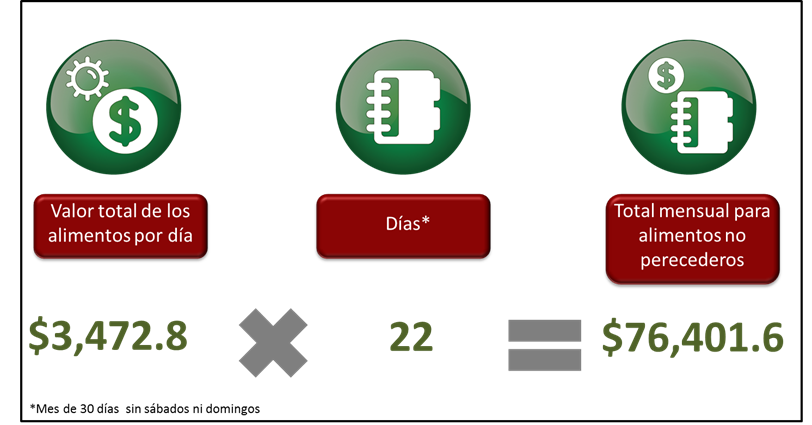 Valor total de los
alimentos por día
Días*
Total mensual para
alimentos no
perecederos
$3,472.8
22
$76,401.6
*Mes de 30 días sin sábados ni domingos